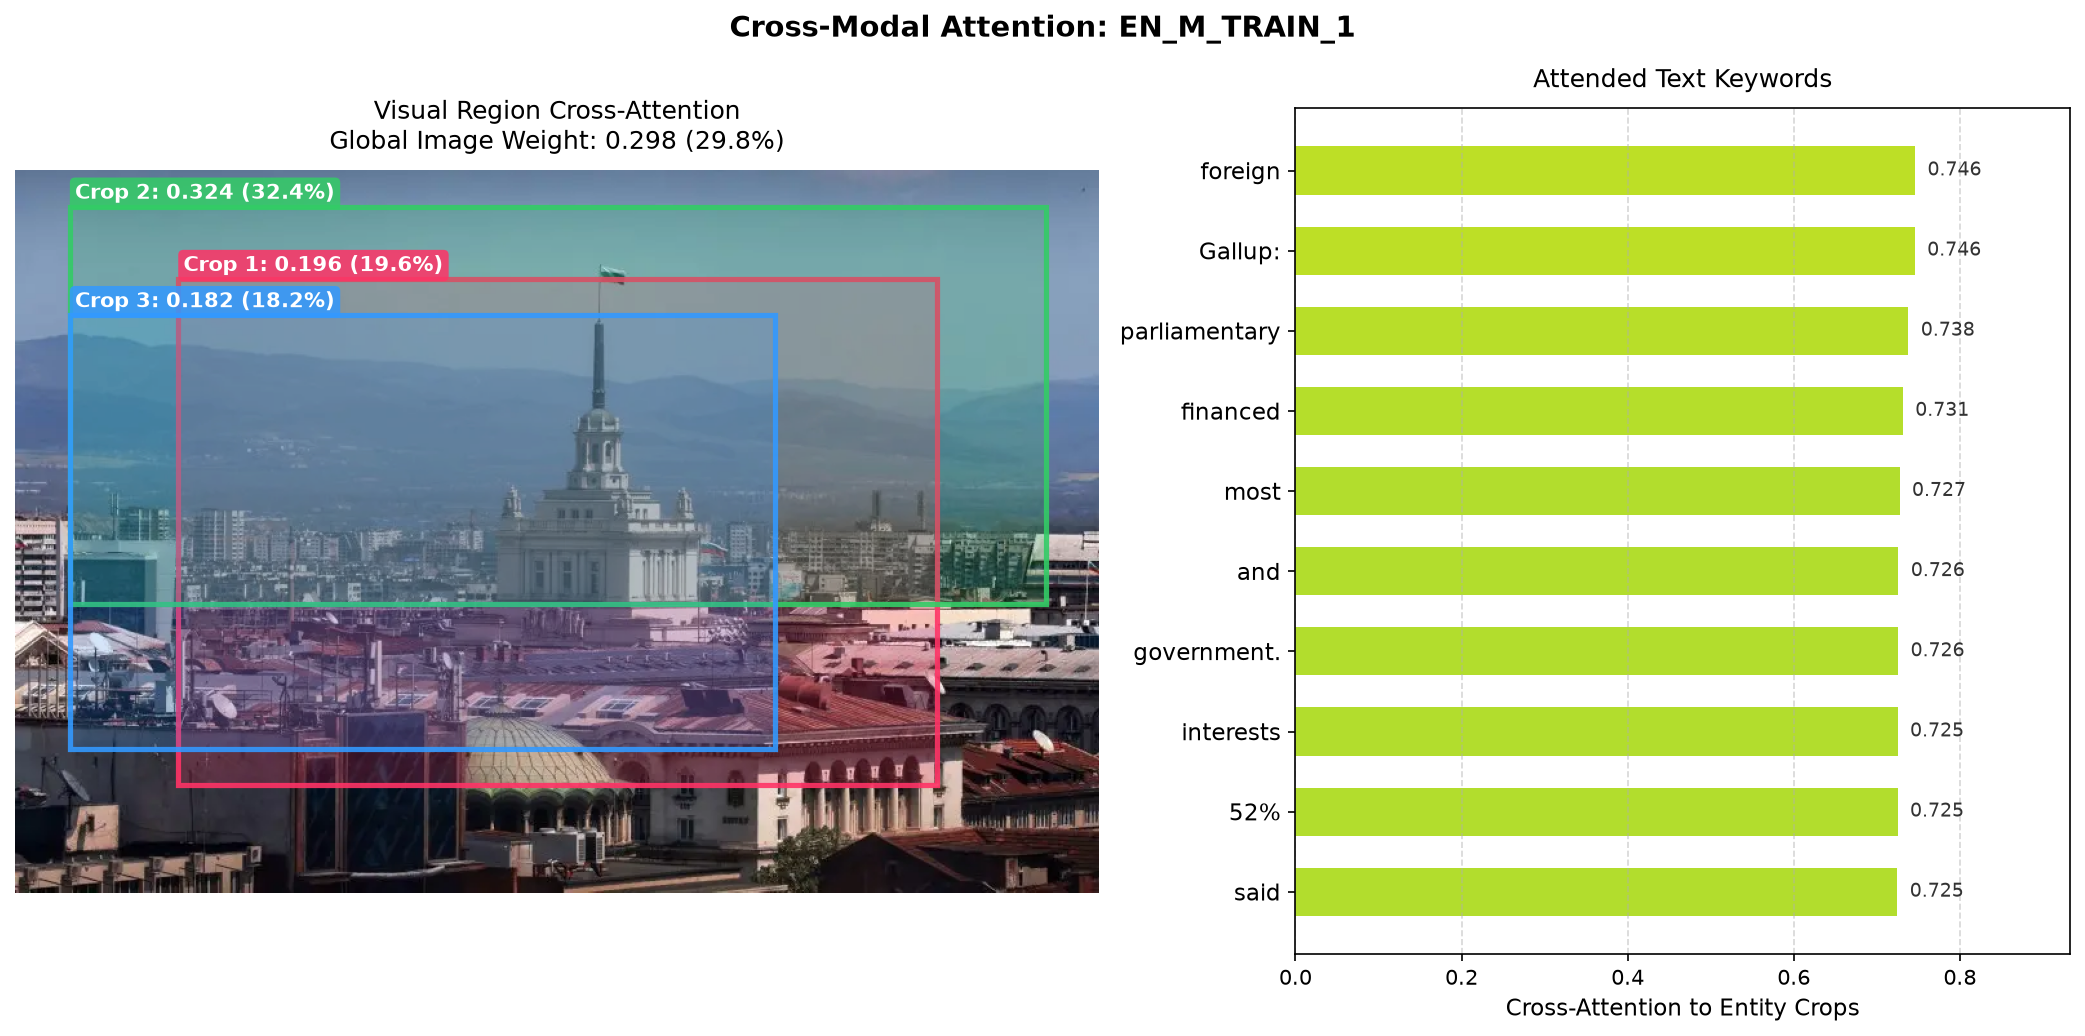 Cross-Modal Attention: EN_M_TRAIN_1
Visual Region Cross-Attention
Global Image Weight: 0.298 (29.8%)
Crop 2: 0.324 (32.4%)
Crop 1: 0.196 (19.6%)
Crop 3: 0.182 (18.2%)
Attended Text Keywords
foreign 0.746
Gallup: 0.746
parliamentary 0.738
financed 0.731
most 0.727
and 0.726
government. 0.726
interests 0.725
52% 0.725
said 0.725
0.0 0.2 0.4 0.6 0.8
Cross-Attention to Entity Crops